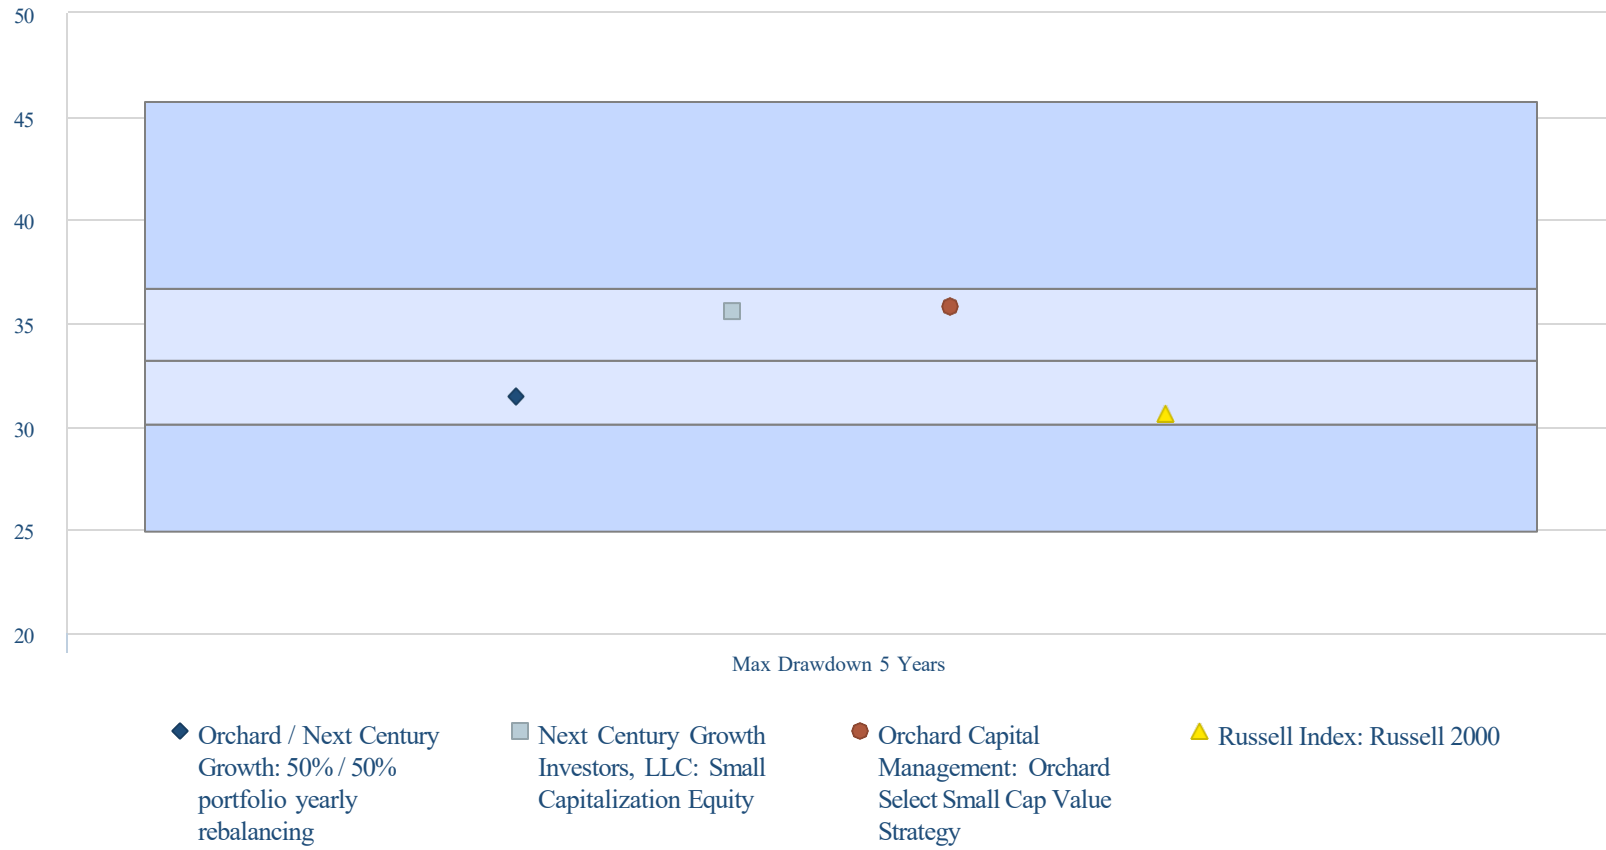 50
45
40
35
30
25
20
Max Drawdown 5 Years
Orchard / Next Century
Growth: 50% / 50%
portfolio yearly
rebalancing
Next Century Growth
Investors, LLC: Small
Capitalization Equity
Orchard Capital
Management: Orchard
Select Small Cap Value
Strategy
Russell Index: Russell 2000